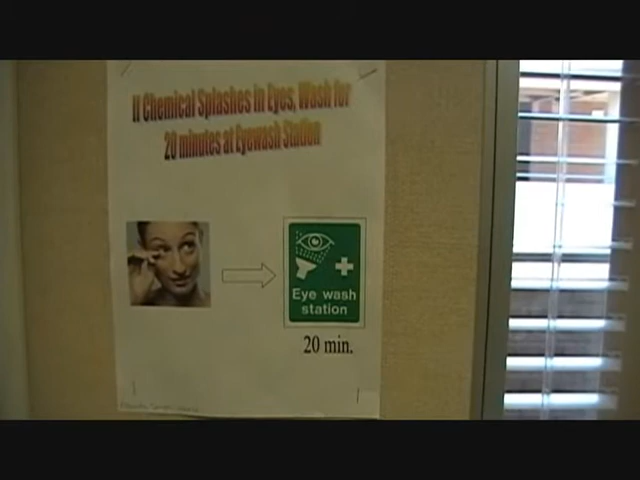 If Chemical Splashes in Eyes, Wash for
20 minutes at Eyewash Station
Eye wash
station
20 min.